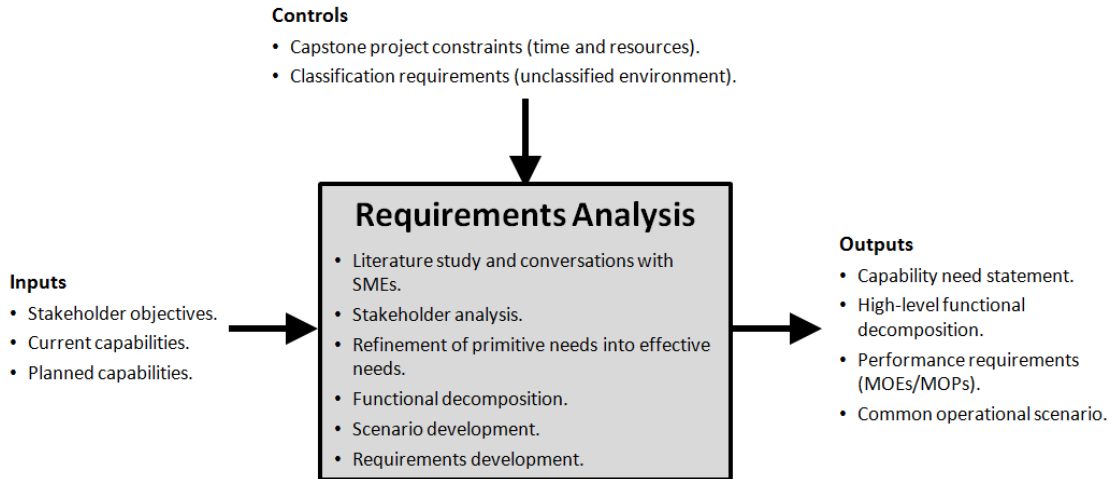 Controls
• Capstone project constraints (time and resources).
• Classification requirements (unclassified environment).
Requirements Analysis
• Literature study and conversations with
SMEs.
• Stakeholder analysis.
• Refinement of primitive needs into effective
needs.
• Functional decomposition.
• Scenario development.
• Requirements development.
Inputs
• Stakeholder objectives.
• Current capabilities.
• Planned capabilities.
Outputs
• Capability need statement.
• High-level functional
decomposition.
• Performance requirements
(MOEs/MOPs).
• Common operational scenario.